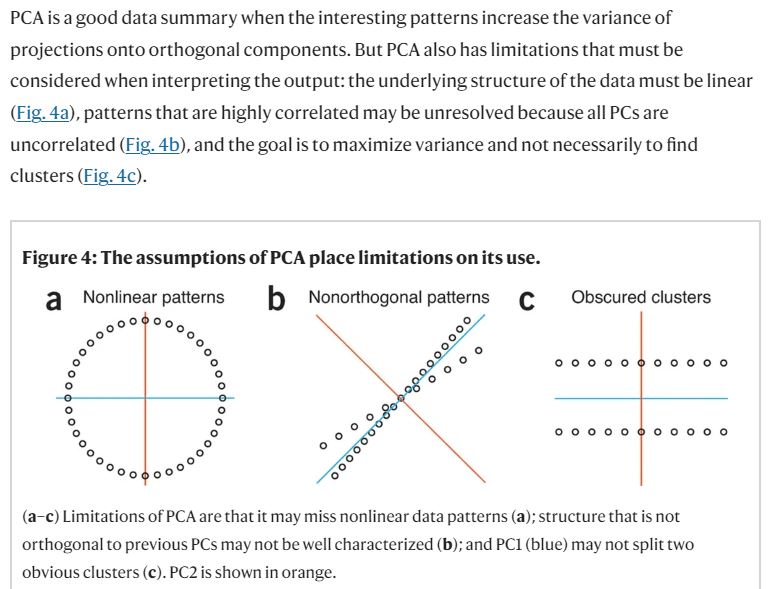 PCA is a good data summary when the interesting patterns increase the variance of
projections onto orthogonal components. But PCA also has limitations that must be
considered when interpreting the output: the underlying structure of the data must be linear
(Fig. 4a), patterns that are highly correlated may be unresolved because all PCs are
uncorrelated (Fig. 4b), and the goal is to maximize variance and not necessarily to find
clusters (Fig. 4c).
Figure 4: The assumptions of PCA place limitations on its use.
a Nonlinear patterns
b Nonorthogonal patterns
c Obscured clusters
(a–c) Limitations of PCA are that it may miss nonlinear data patterns (a); structure that is not
orthogonal to previous PCs may not be well characterized (b); and PC1 (blue) may not split two
obvious clusters (c). PC2 is shown in orange.